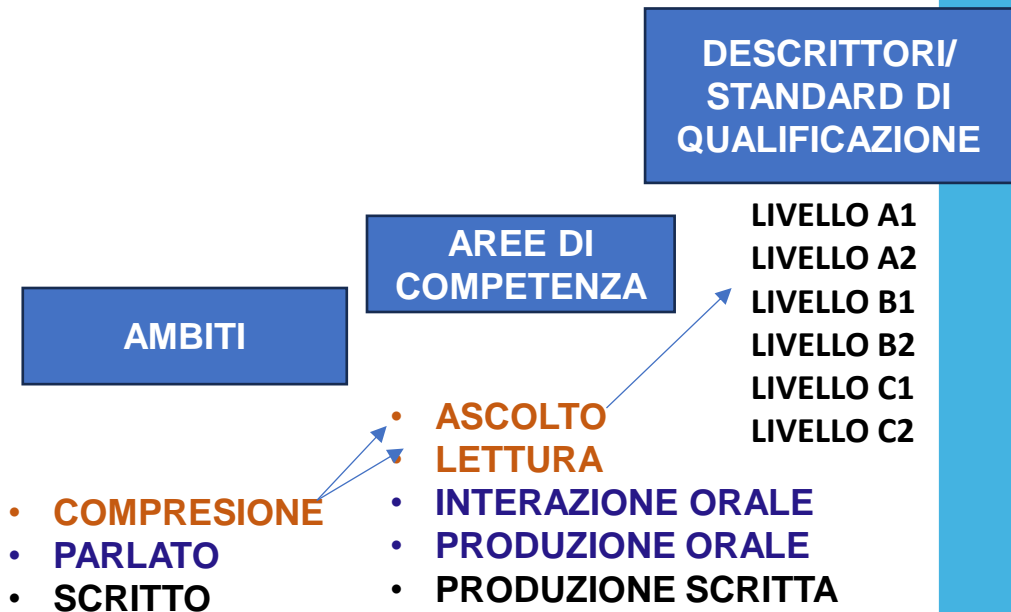 DESCRITTORI/
STANDARD DI
QUALIFICAZIONE
LIVELLO A1
LIVELLO A2
LIVELLO B1
LIVELLO B2
LIVELLO C1
LIVELLO C2
AREE DI
COMPETENZA
AMBITI
• ASCOLTO
• LETTURA
• INTERAZIONE ORALE
• PRODUZIONE ORALE
• PRODUZIONE SCRITTA
• COMPRESIONE
• PARLATO
• SCRITTO